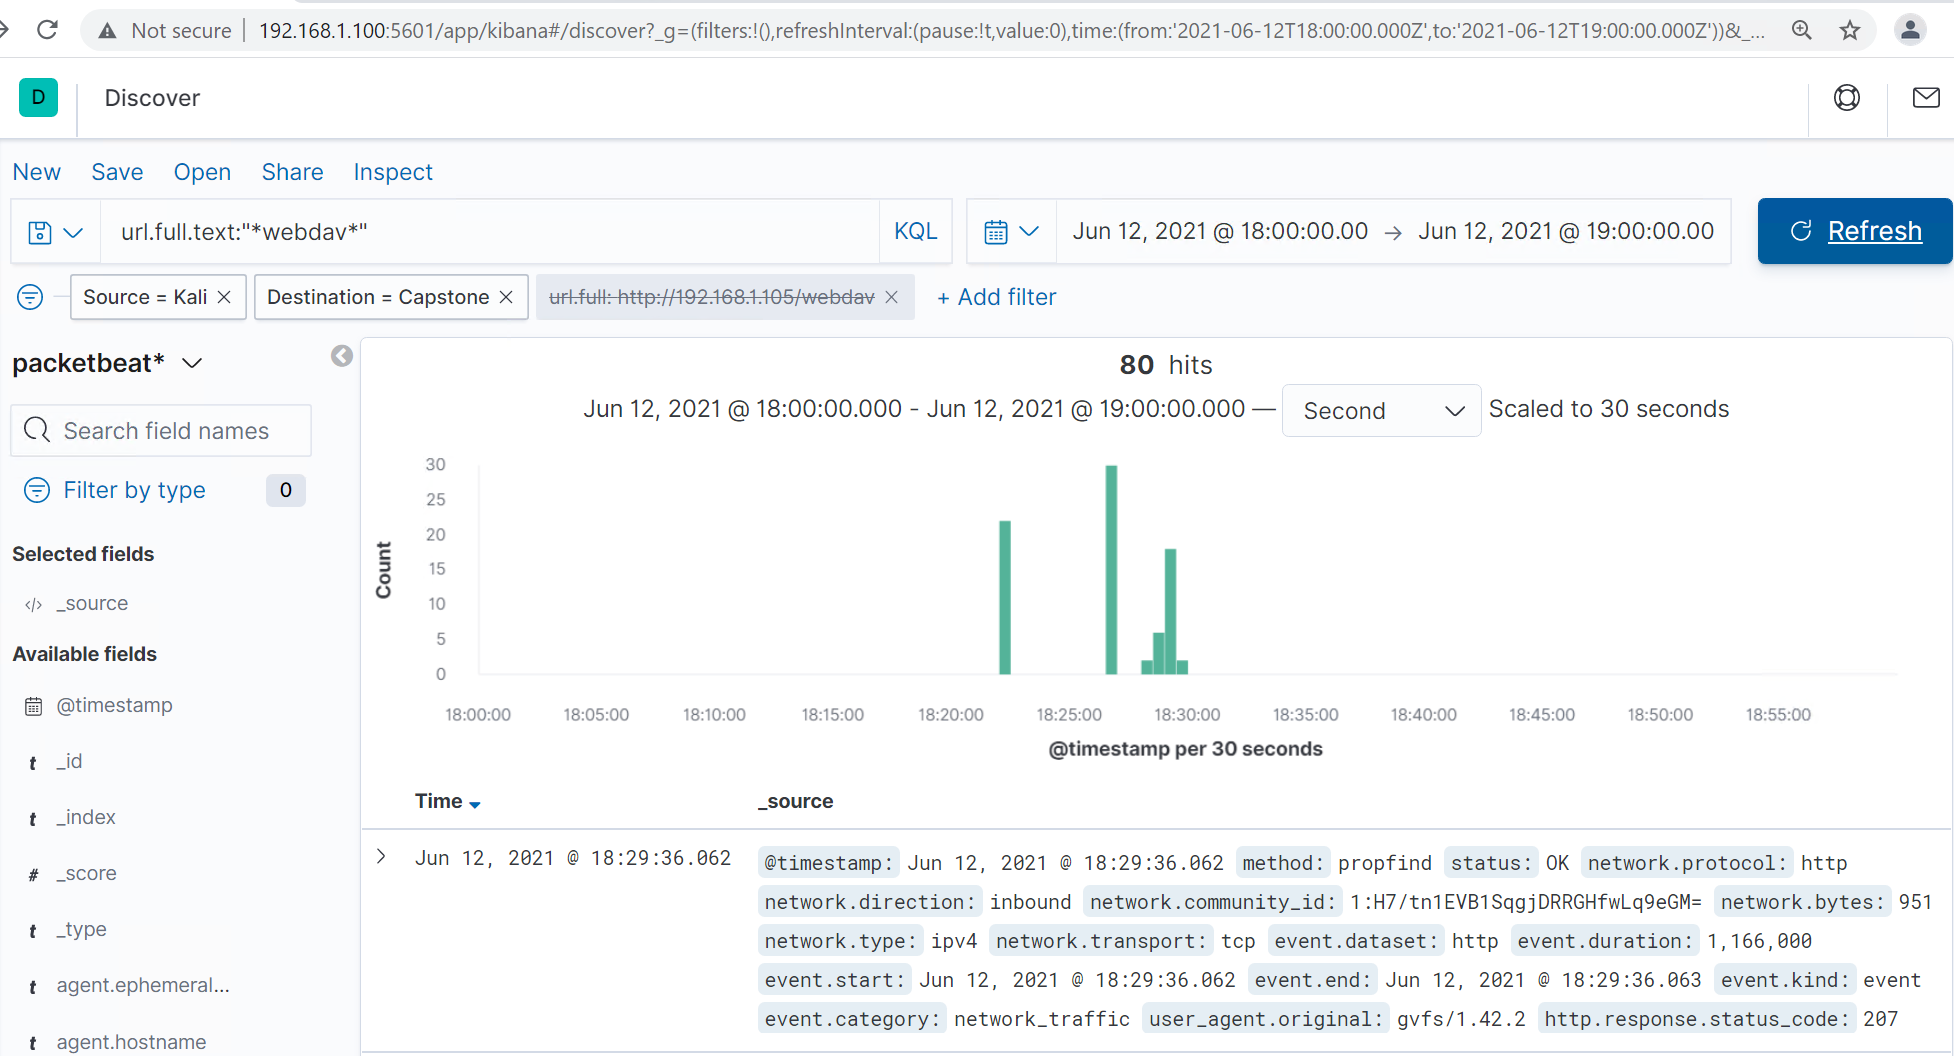 Not secure 192.168.1.100:5601/app/kibana#/discover?_g=(filters:!(),refreshInterval:(pause:!t,value:0),time:(from:'2021-06-12T18:00:00.000Z',to:'2021-06-12T19:00:00.000Z'))&_...
D Discover
New Save Open Share Inspect
url.full.text:"*webdav*" KQL Jun 12, 2021 @ 18:00:00.00 → Jun 12, 2021 @ 19:00:00.00 Refresh
Source = Kali × Destination = Capstone × url.full: http://192.168.1.105/webdav × + Add filter
packetbeat*
Search field names
Filter by type 0
Selected fields
</> _source
Available fields
@timestamp
t _id
t _index
# _score
t _type
t agent.ephemeral...
t agent.hostname
80 hits
Jun 12, 2021 @ 18:00:00.000 - Jun 12, 2021 @ 19:00:00.000 — Second Scaled to 30 seconds
30
25
20
15
10
5
0
Count
18:00:00 18:05:00 18:10:00 18:15:00 18:20:00 18:25:00 18:30:00 18:35:00 18:40:00 18:45:00 18:50:00 18:55:00
@timestamp per 30 seconds
Time _source
Jun 12, 2021 @ 18:29:36.062 @timestamp: Jun 12, 2021 @ 18:29:36.062 method: propfind status: OK network.protocol: http
network.direction: inbound network.community_id: 1:H7/tn1EVB1SqgjDRRGHfwLq9eGM= network.bytes: 951
network.type: ipv4 network.transport: tcp event.dataset: http event.duration: 1,166,000
event.start: Jun 12, 2021 @ 18:29:36.062 event.end: Jun 12, 2021 @ 18:29:36.063 event.kind: event
event.category: network_traffic user_agent.original: gvfs/1.42.2 http.response.status_code: 207